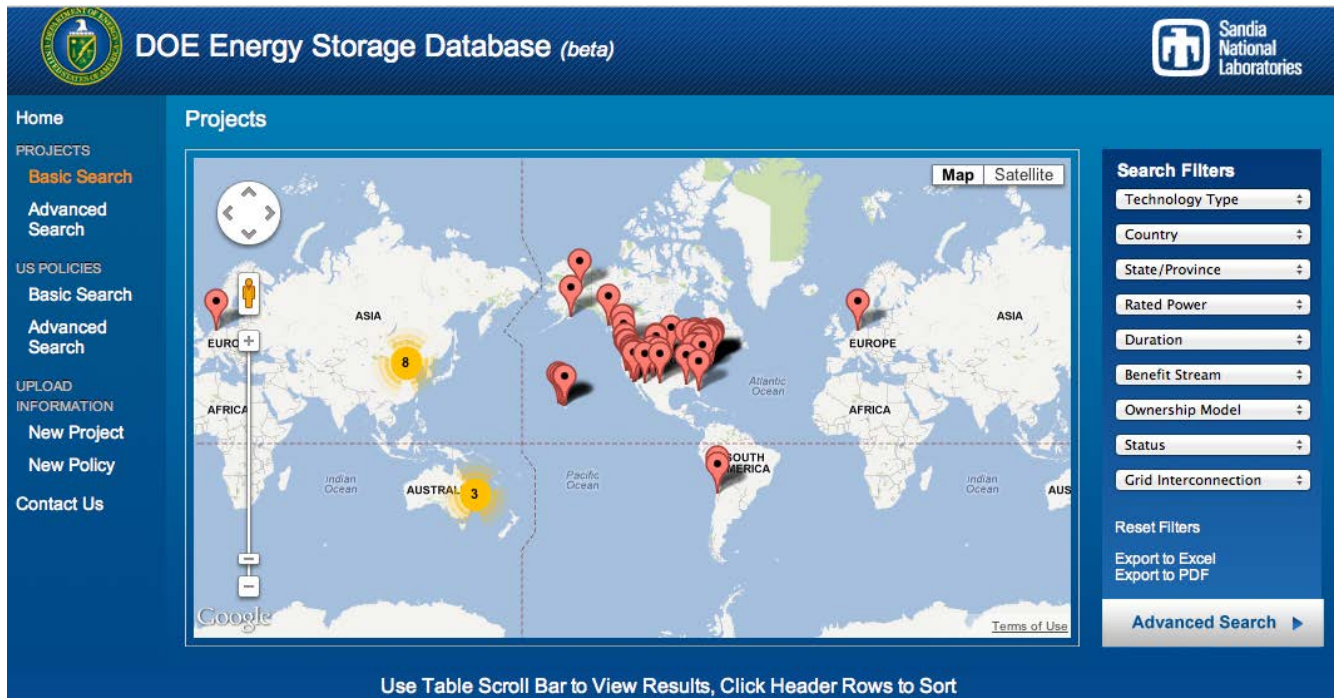 DOE Energy Storage Database (beta)
Sandia
National
Laboratories
Home
PROJECTS
Basic Search
Advanced
Search
US POLICIES
Basic Search
Advanced
Search
UPLOAD
INFORMATION
New Project
New Policy
Contact Us
Projects
Map
Satellite
ASIA
8
AFRICA
Indian
Ocean
3
Pacific
Ocean
Atlantic
Ocean
EUROPE
ASIA
AFRICA
SOUTH
Indian
Ocean
AUS
Google
Terms of Use
Search Filters
Technology Type
Country
State/Province
Rated Power
Duration
Benefit Stream
Ownership Model
Status
Grid Interconnection
Reset Filters
Export to Excel
Export to PDF
Advanced Search
Use Table Scroll Bar to View Results, Click Header Rows to Sort